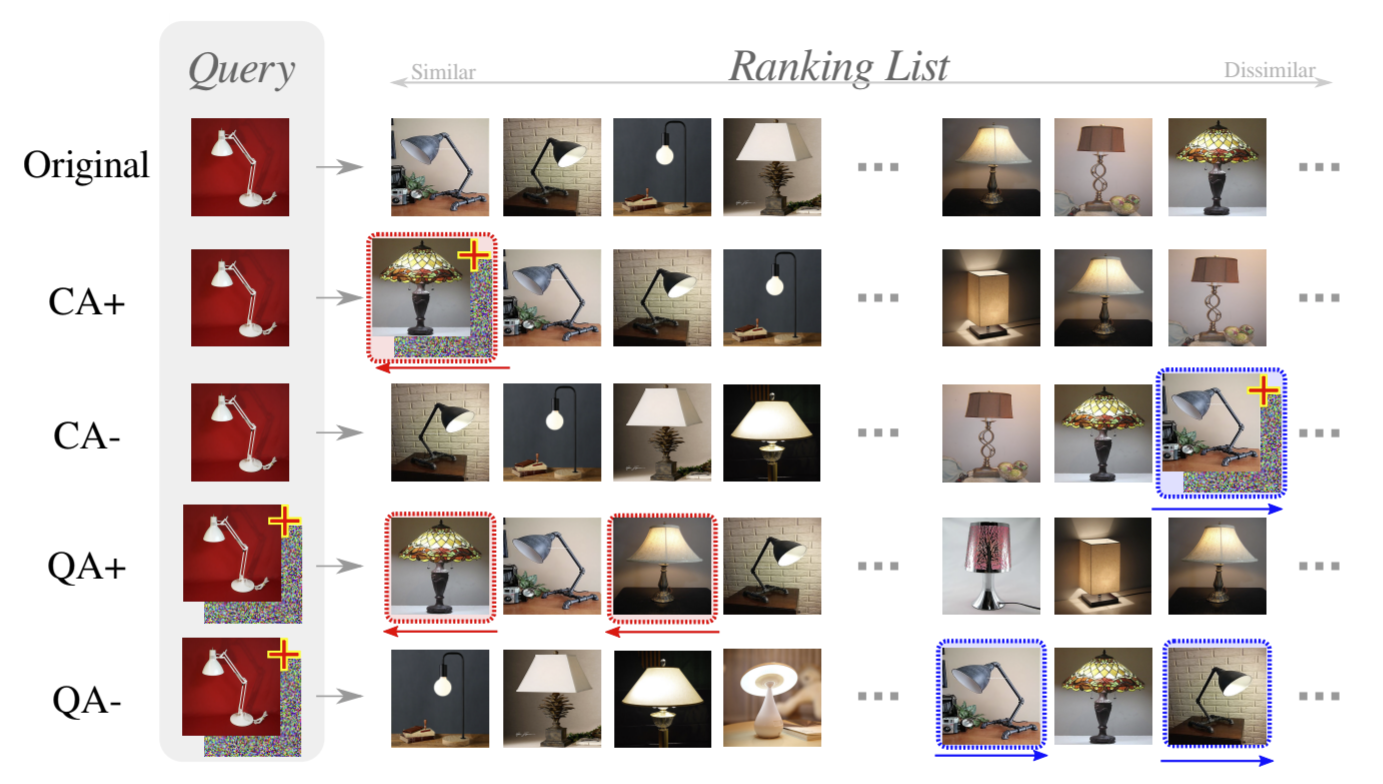 Query
Ranking List
Similar
Dissimilar
Original
CA+
CA-
QA+
QA-